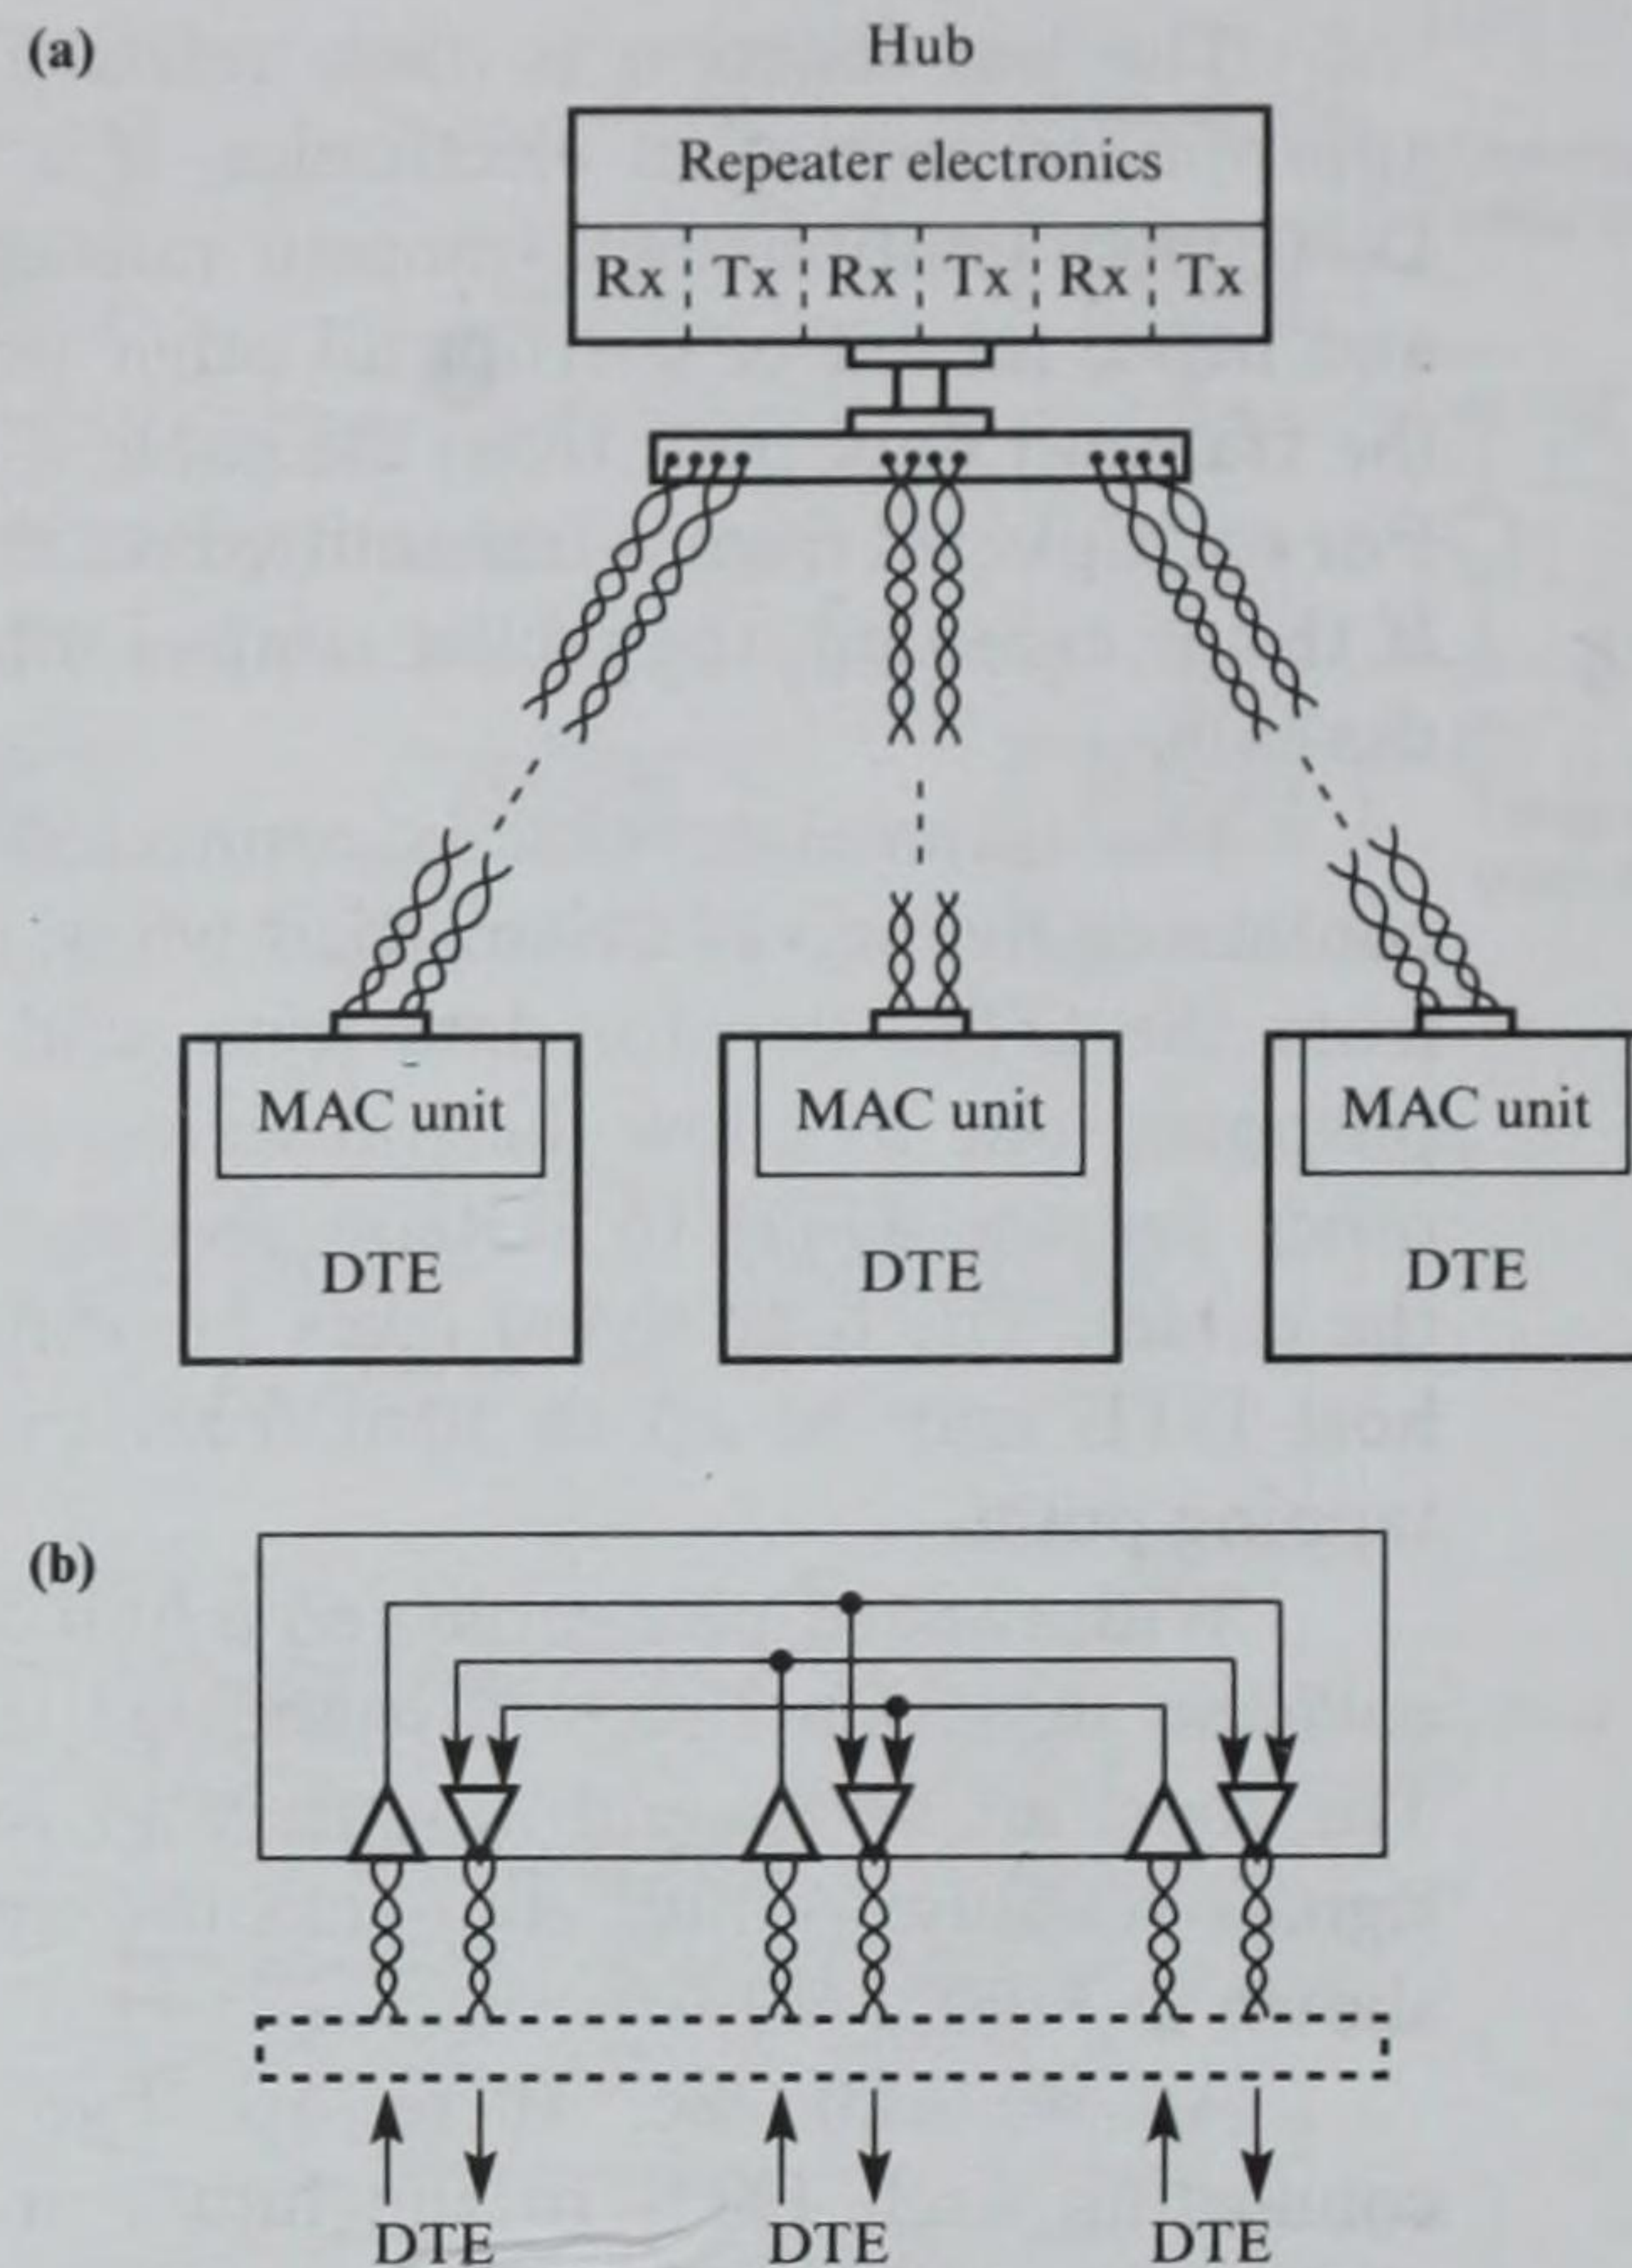 (a)
Hub
Repeater electronics
Rx Tx Rx Tx Rx Tx
MAC unit MAC unit MAC unit
DTE DTE DTE
(b)
DTE DTE DTE